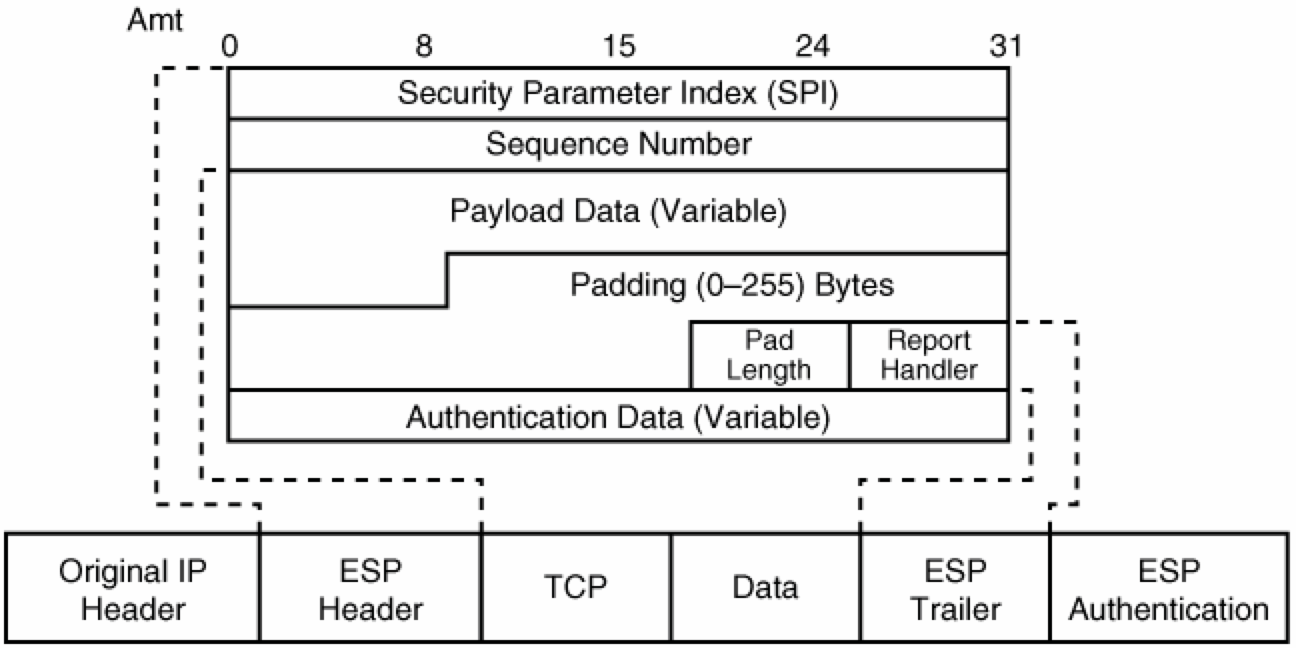 Amt
0 8 15 24 31
Security Parameter Index (SPI)
Sequence Number
Payload Data (Variable)
Padding (0–255) Bytes
Pad
Length
Report
Handler
Authentication Data (Variable)
Original IP
Header
ESP
Header
TCP
Data
ESP
Trailer
ESP
Authentication